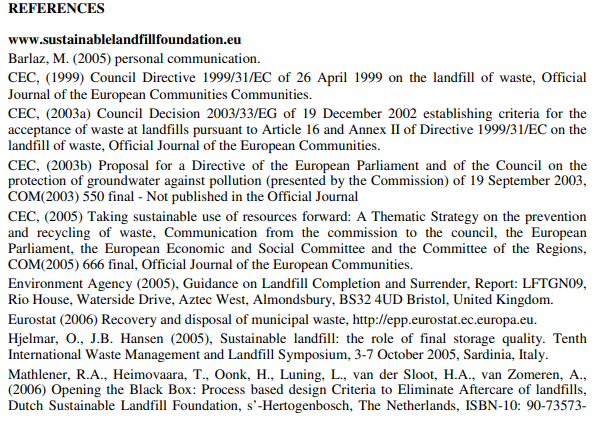 REFERENCES
www.sustainablelandfillfoundation.eu
Barlaz, M. (2005) personal communication.
CEC, (1999) Council Directive 1999/31/EC of 26 April 1999 on the landfill of waste, Official
Journal of the European Communities Communities.
CEC, (2003a) Council Decision 2003/33/EG of 19 December 2002 establishing criteria for the
acceptance of waste at landfills pursuant to Article 16 and Annex II of Directive 1999/31/EC on the
landfill of waste, Official Journal of the European Communities.
CEC, (2003b) Proposal for a Directive of the European Parliament and of the Council on the
protection of groundwater against pollution (presented by the Commission) of 19 September 2003,
COM(2003) 550 final - Not published in the Official Journal
CEC, (2005) Taking sustainable use of resources forward: A Thematic Strategy on the prevention
and recycling of waste, Communication from the commission to the council, the European
Parliament, the European Economic and Social Committee and the Committee of the Regions,
COM(2005) 666 final, Official Journal of the European Communities.
Environment Agency (2005), Guidance on Landfill Completion and Surrender, Report: LFTGN09,
Rio House, Waterside Drive, Aztec West, Almondsbury, BS32 4UD Bristol, United Kingdom.
Eurostat (2006) Recovery and disposal of municipal waste, http://epp.eurostat.ec.europa.eu.
Hjelmar, O., J.B. Hansen (2005), Sustainable landfill: the role of final storage quality. Tenth
International Waste Management and Landfill Symposium, 3-7 October 2005, Sardinia, Italy.
Mathlener, R.A., Heimovaara, T., Oonk, H., Luning, L., van der Sloot, H.A., van Zomeren, A.,
(2006) Opening the Black Box: Process based design Criteria to Eliminate Aftercare of landfills,
Dutch Sustainable Landfill Foundation, s’-Hertogenbosch, The Netherlands, ISBN-10: 90-73573-